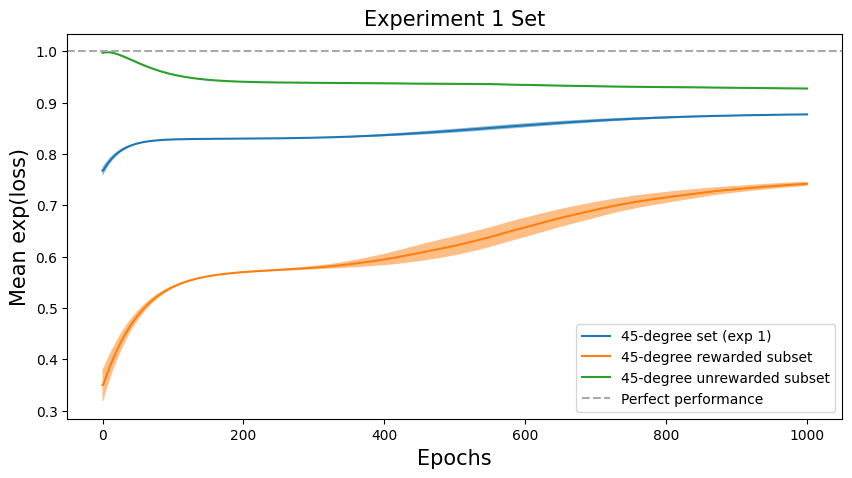 Experiment 1 Set
Mean exp(loss)
1.0
0.9
0.8
0.7
0.6
0.5
0.4
0.3
0
200
400
600
800
1000
Epochs
45-degree set (exp 1)
45-degree rewarded subset
45-degree unrewarded subset
Perfect performance